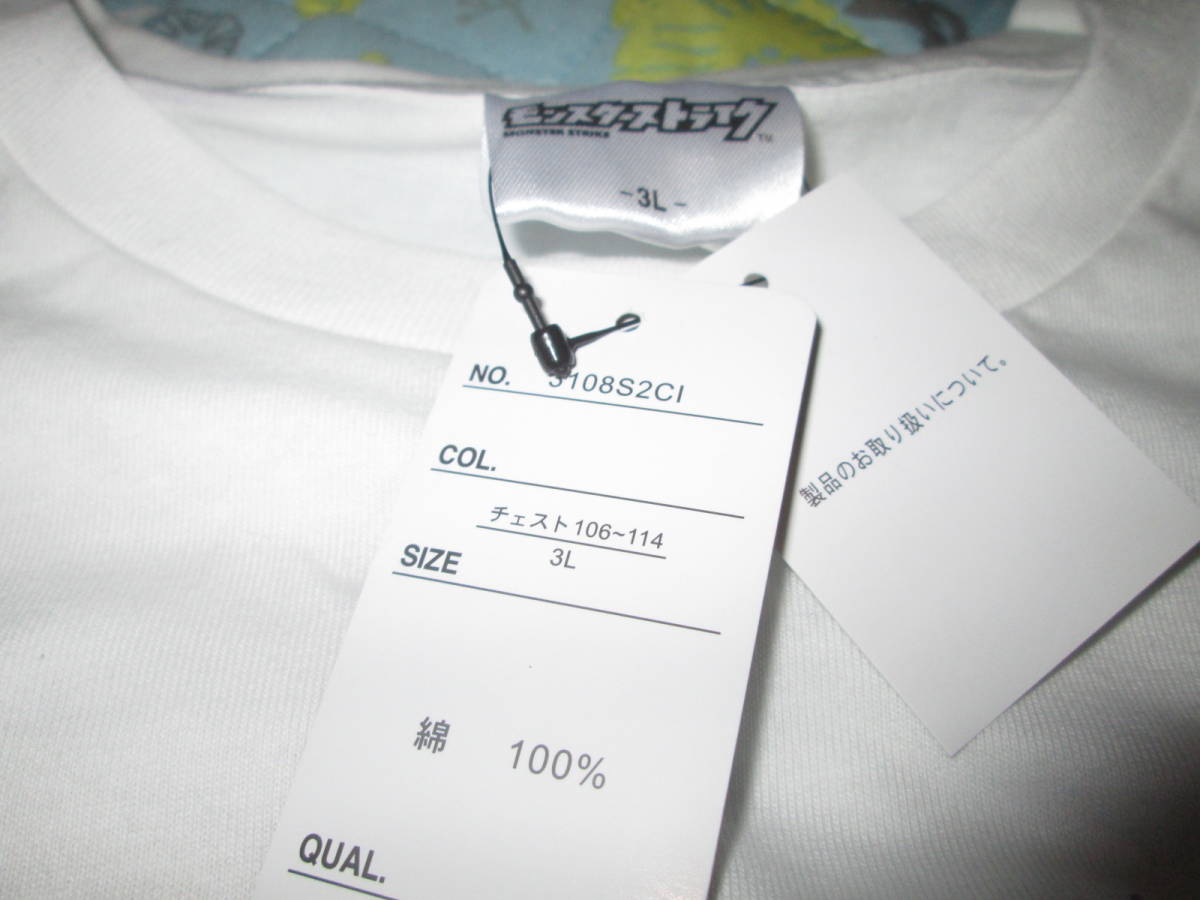 モンスターストライク
MONSTER STRIKE
TM
-3L-
NO. 3108S2CI
COL.
チェスト106~114
3L
SIZE
綿 100%
QUAL.
製品のお取り扱いについて。